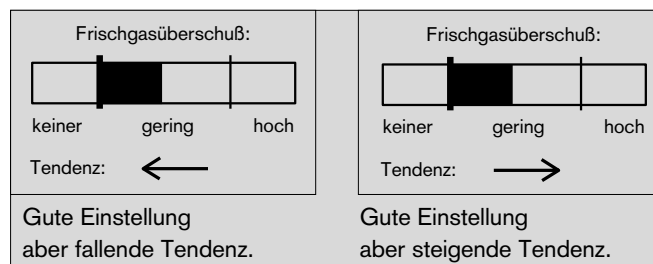 Frischgasüberschuß:
keiner gering hoch
Tendenz:
Gute Einstellung
aber fallende Tendenz.
Frischgasüberschuß:
keiner gering hoch
Tendenz:
Gute Einstellung
aber steigende Tendenz.